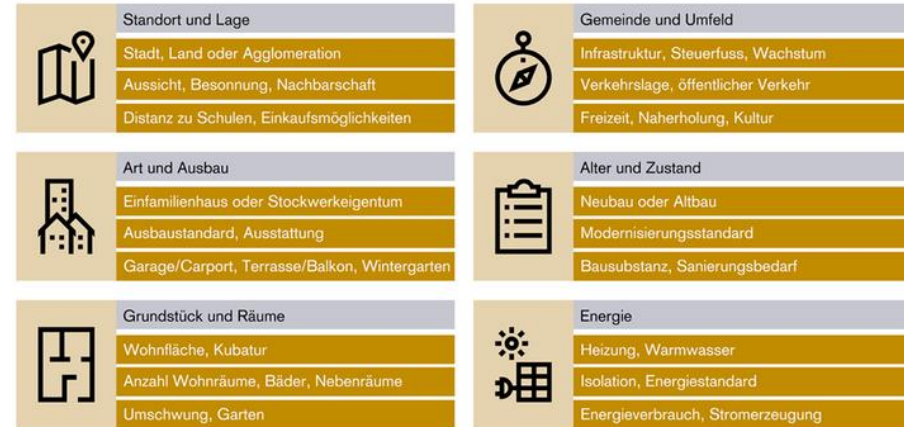 Standort und Lage
Stadt, Land oder Agglomeration
Aussicht, Besonnung, Nachbarschaft
Distanz zu Schulen, Einkaufsmöglichkeiten
Gemeinde und Umfeld
Infrastruktur, Steuerfuss, Wachstum
Verkehrslage, öffentlicher Verkehr
Freizeit, Naherholung, Kultur
Art und Ausbau
Einfamilienhaus oder Stockwerkeigentum
Ausbaustandard, Ausstattung
Garage/Carport, Terrasse/Balkon, Wintergarten
Alter und Zustand
Neubau oder Altbau
Modernisierungsstandard
Bausubstanz, Sanierungsbedarf
Grundstück und Räume
Wohnfläche, Kubatur
Anzahl Wohnräume, Bäder, Nebenräume
Umschwung, Garten
Energie
Heizung, Warmwasser
Isolation, Energiestandard
Energieverbrauch, Stromerzeugung